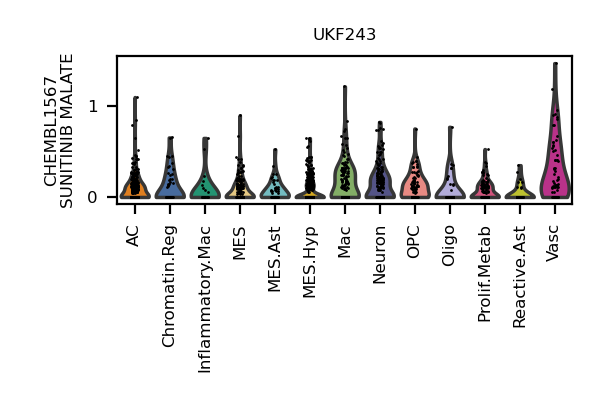 UKF243
CHEMBL1567
SUNITINIB MALATE
1
0
AC
Chromatin.Reg
Inflammatory.Mac
MES
MES.Ast
MES.Hyp
Mac
Neuron
OPC
Oligo
Prolif.Metab
Reactive.Ast
Vasc